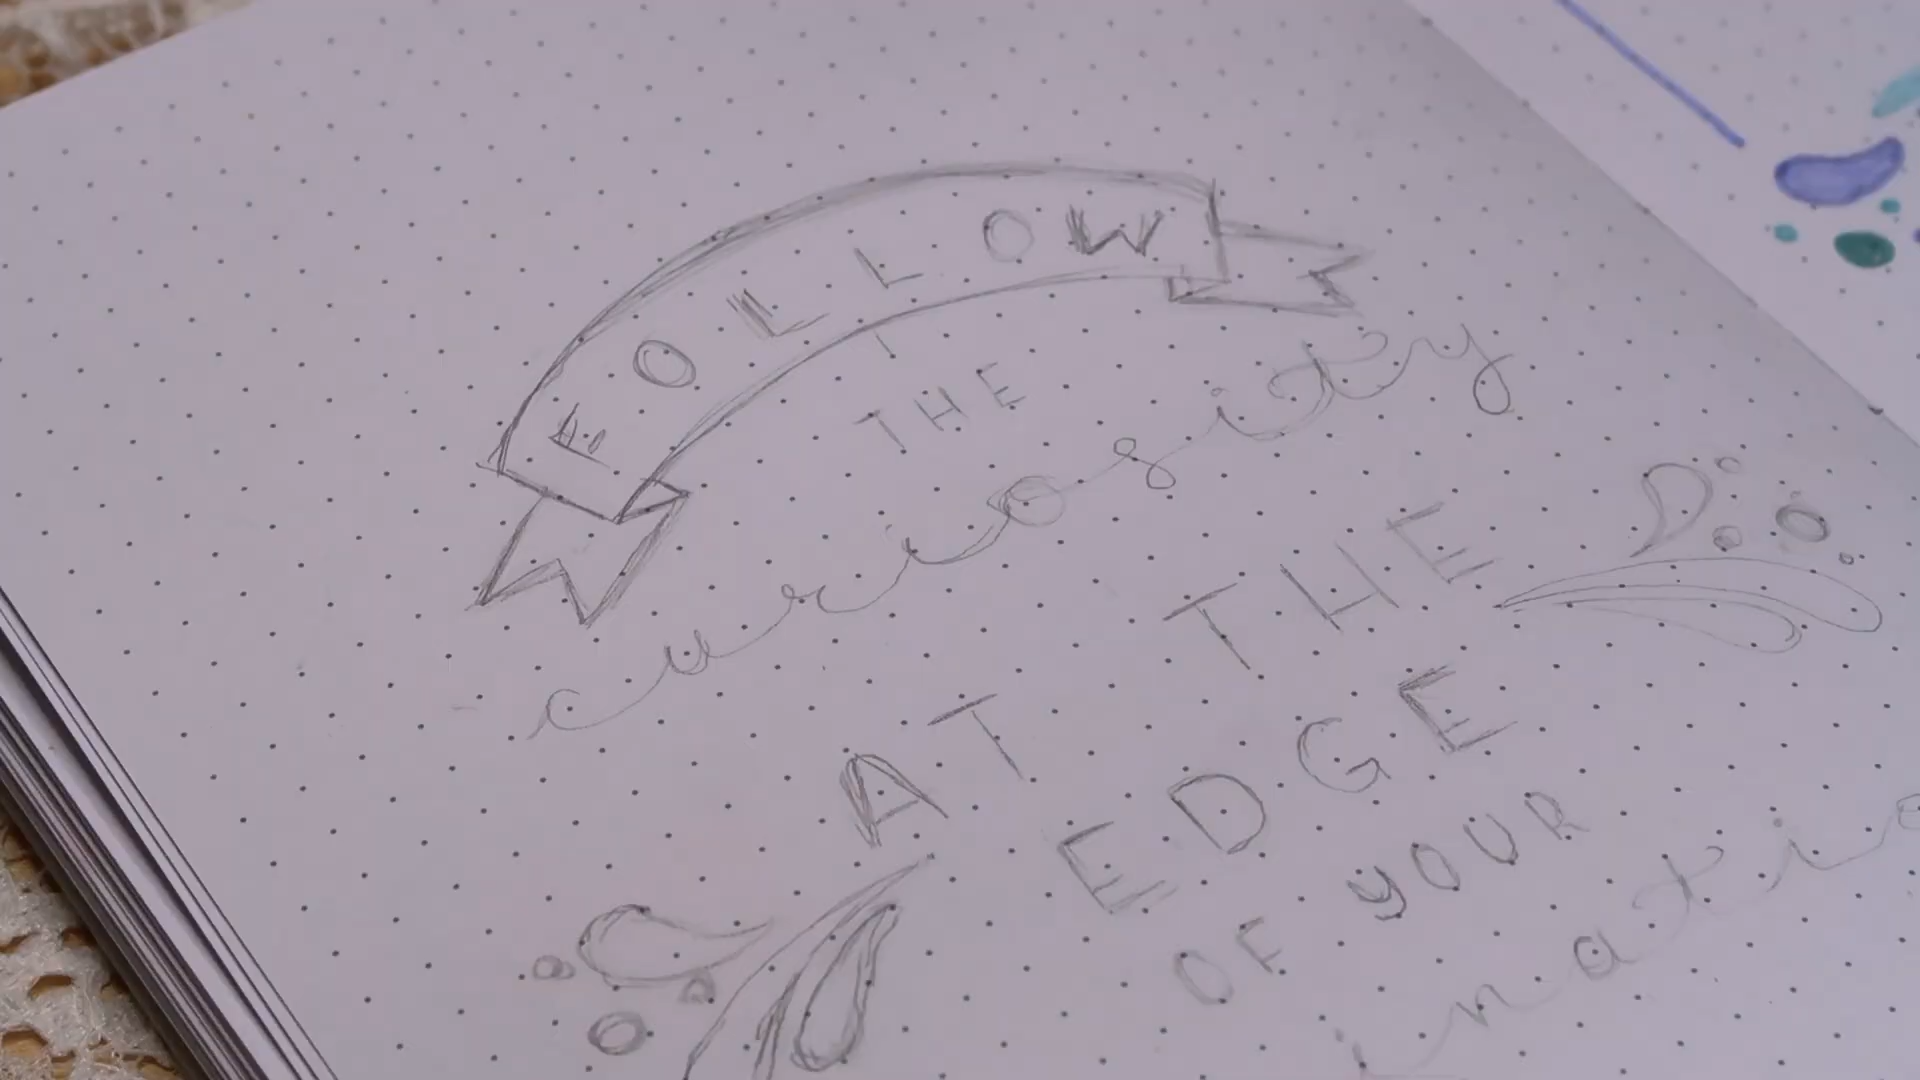 FOLLOW
THE
curiosity
AT THE
EDGE
OF YOUR